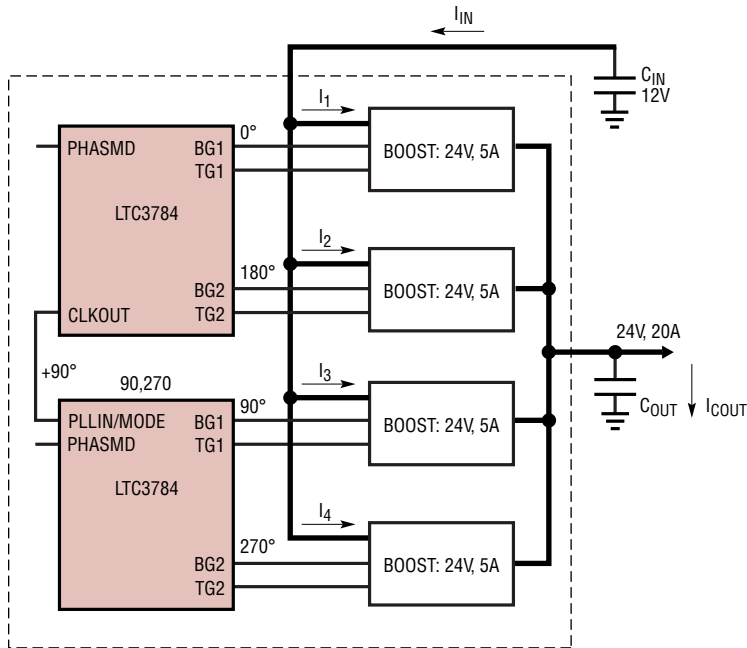 I_IN
C_IN
12V
I_1
0°
PHASMD BG1
TG1
BOOST: 24V, 5A
LTC3784
I_2
180°
BG2
BOOST: 24V, 5A
CLKOUT TG2
24V, 20A
+90°
90,270
I_3
90°
C_OUT I_COUT
PLLIN/MODE BG1
PHASMD TG1
BOOST: 24V, 5A
LTC3784
I_4
270°
BG2
BOOST: 24V, 5A
TG2